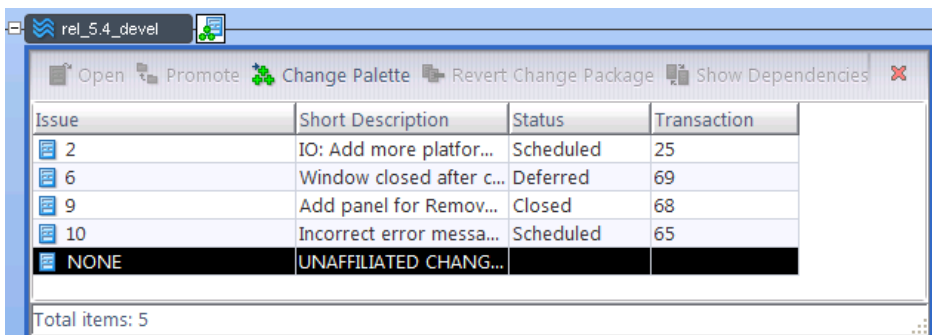 rel_5.4_devel
Open Promote Change Palette Revert Change Package Show Dependencies
Issue Short Description Status Transaction
2 IO: Add more platfor... Scheduled 25
6 Window closed after c... Deferred 69
9 Add panel for Remov... Closed 68
10 Incorrect error messa... Scheduled 65
NONE UNAFFILIATED CHANG...
Total items: 5